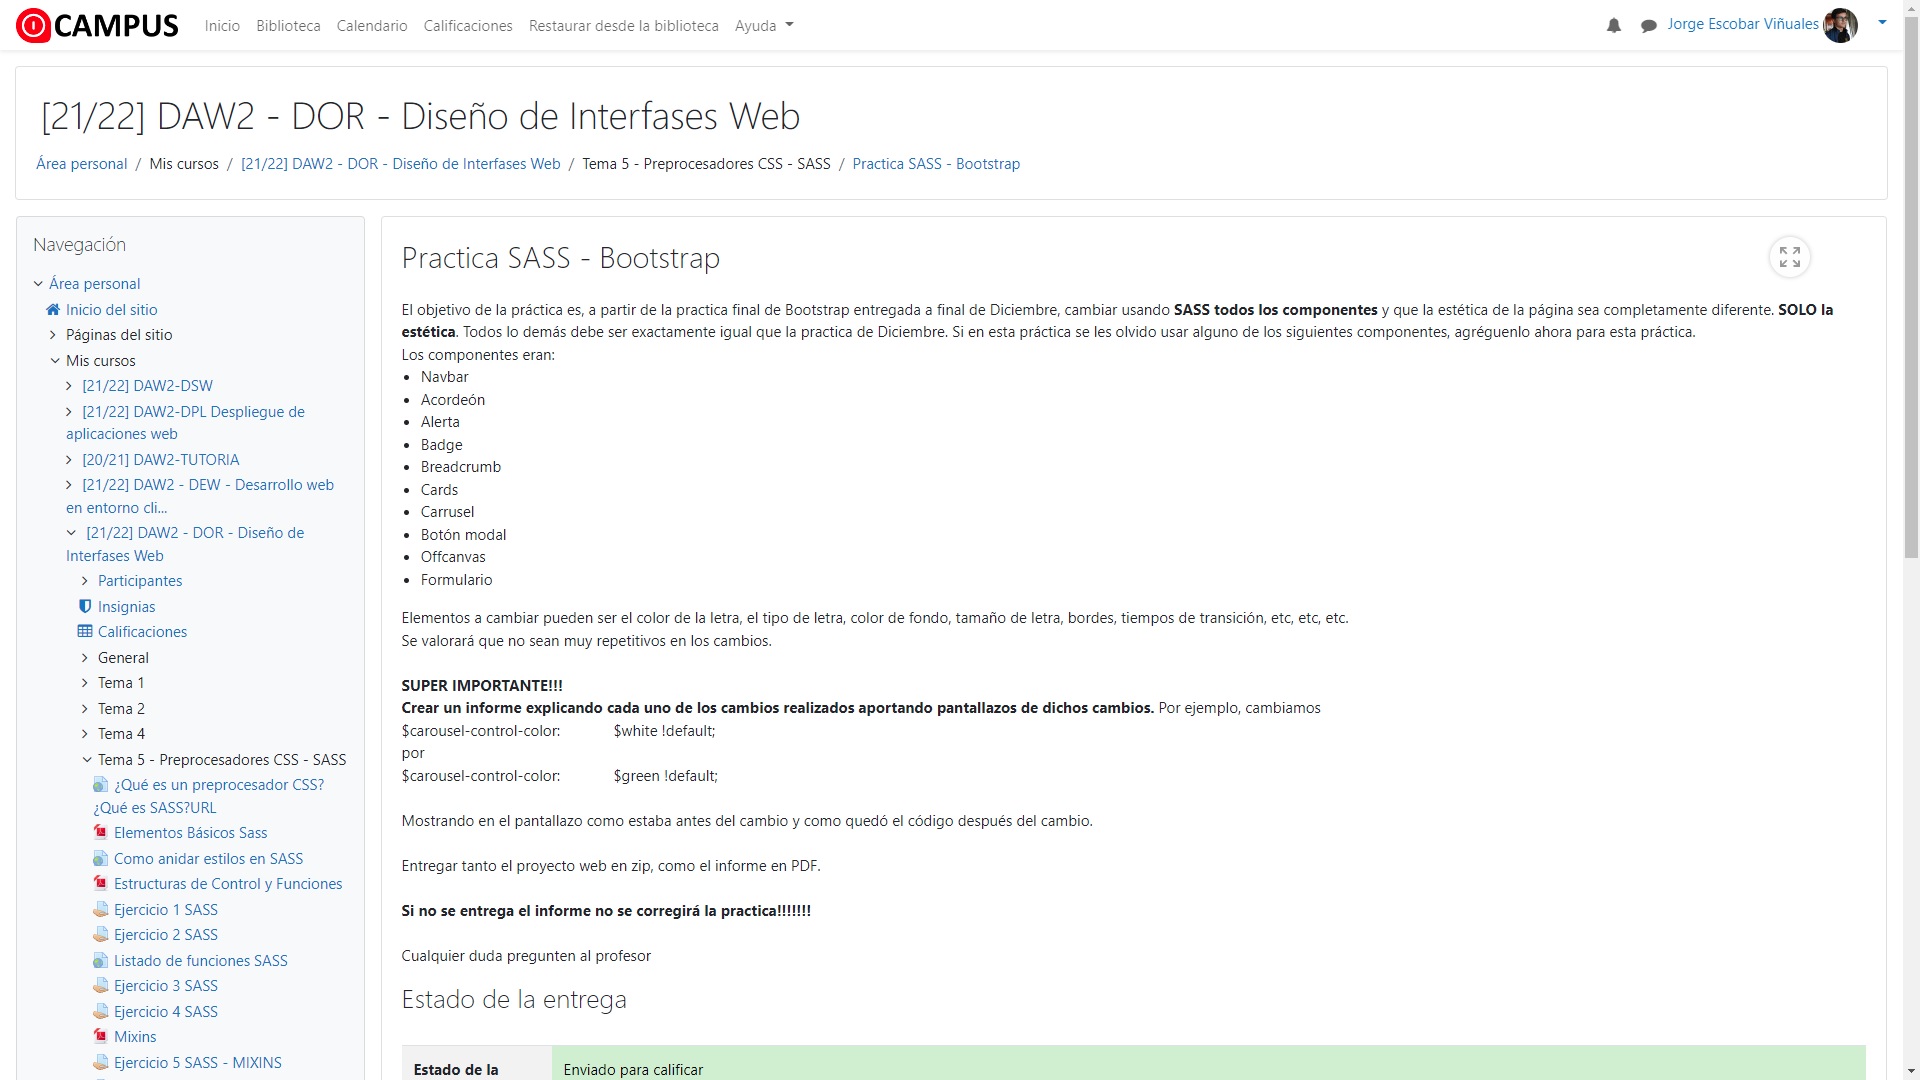 CAMPUS
Inicio Biblioteca Calendario Calificaciones Restaurar desde la biblioteca Ayuda
Jorge Escobar Viñuales
[21/22] DAW2 - DOR - Diseño de Interfases Web
Área personal / Mis cursos / [21/22] DAW2 - DOR - Diseño de Interfases Web / Tema 5 - Preprocesadores CSS - SASS / Practica SASS - Bootstrap
Navegación
Área personal
Inicio del sitio
Páginas del sitio
Mis cursos
[21/22] DAW2-DSW
[21/22] DAW2-DPL Despliegue de
aplicaciones web
[20/21] DAW2-TUTORIA
[21/22] DAW2 - DEW - Desarrollo web
en entorno cli...
[21/22] DAW2 - DOR - Diseño de
Interfases Web
Participantes
Insignias
Calificaciones
General
Tema 1
Tema 2
Tema 4
Tema 5 - Preprocesadores CSS - SASS
¿Qué es un preprocesador CSS?
¿Qué es SASS?URL
Elementos Básicos Sass
Como anidar estilos en SASS
Estructuras de Control y Funciones
Ejercicio 1 SASS
Ejercicio 2 SASS
Listado de funciones SASS
Ejercicio 3 SASS
Ejercicio 4 SASS
Mixins
Ejercicio 5 SASS - MIXINS
Practica SASS - Bootstrap
El objetivo de la práctica es, a partir de la practica final de Bootstrap entregada a final de Diciembre, cambiar usando SASS todos los componentes y que la estética de la página sea completamente diferente. SOLO la
estética. Todos lo demás debe ser exactamente igual que la practica de Diciembre. Si en esta práctica se les olvido usar alguno de los siguientes componentes, agréguenlo ahora para esta práctica.
Los componentes eran:
Navbar
Acordeón
Alerta
Badge
Breadcrumb
Cards
Carrusel
Botón modal
Offcanvas
Formulario
Elementos a cambiar pueden ser el color de la letra, el tipo de letra, color de fondo, tamaño de letra, bordes, tiempos de transición, etc, etc, etc.
Se valorará que no sean muy repetitivos en los cambios.
SUPER IMPORTANTE!!!
Crear un informe explicando cada uno de los cambios realizados aportando pantallazos de dichos cambios. Por ejemplo, cambiamos
$carousel-control-color: $white !default;
por
$carousel-control-color: $green !default;
Mostrando en el pantallazo como estaba antes del cambio y como quedó el código después del cambio.
Entregar tanto el proyecto web en zip, como el informe en PDF.
Si no se entrega el informe no se corregirá la practica!!!!!!!
Cualquier duda pregunten al profesor
Estado de la entrega
Estado de la Enviado para calificar